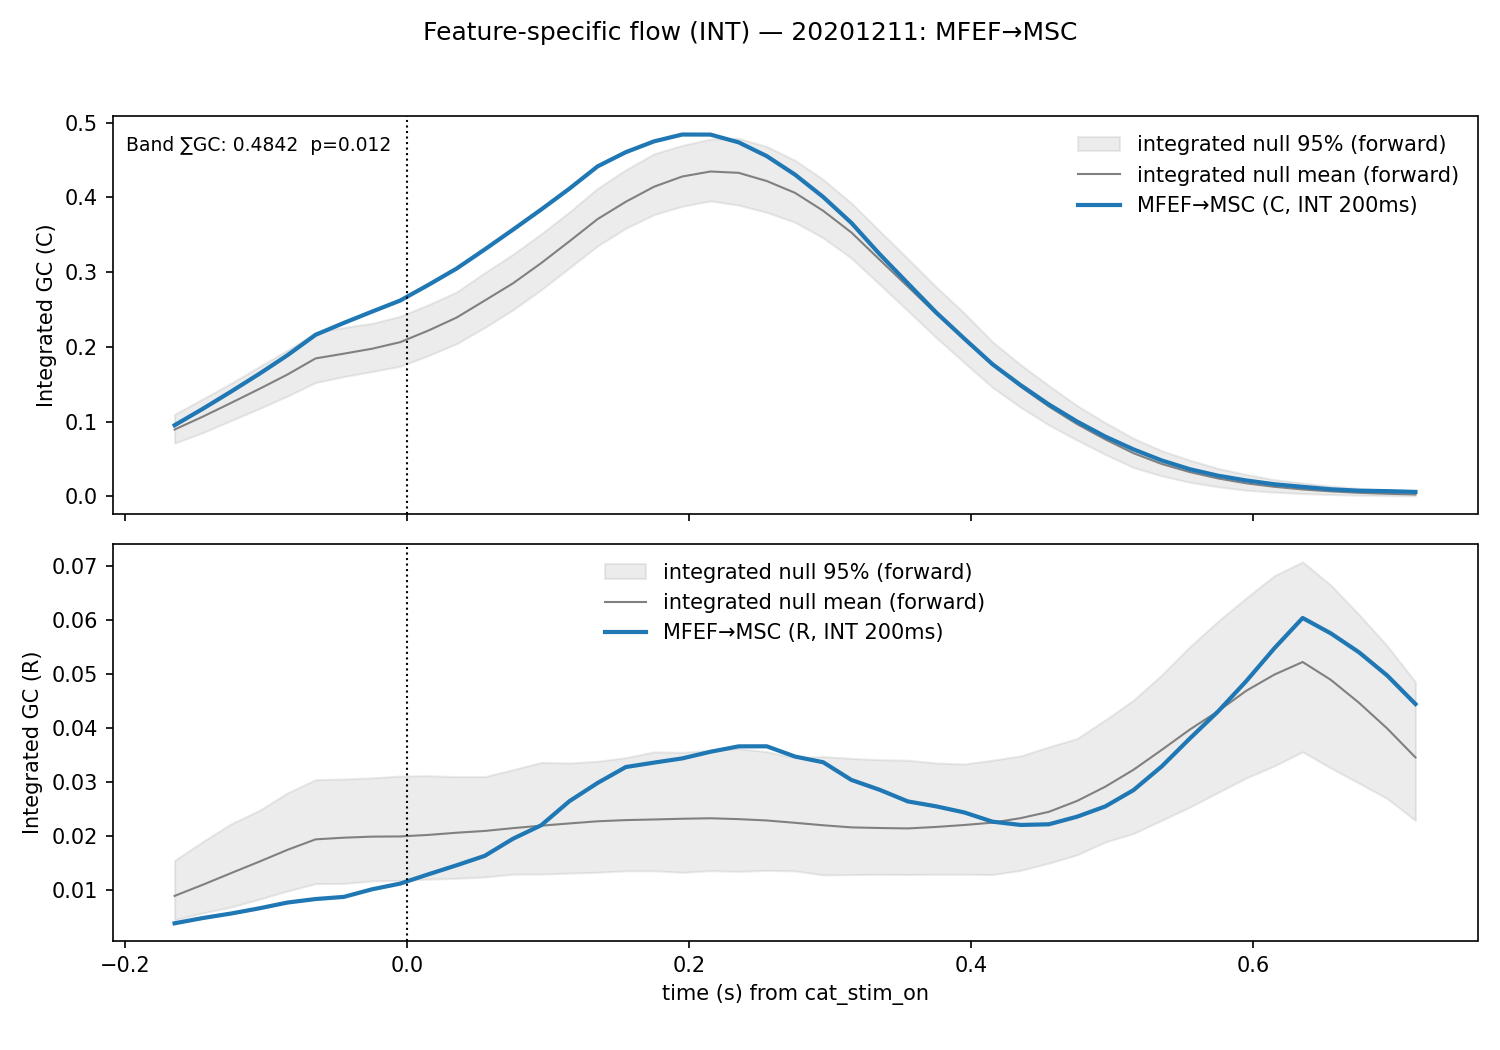 Feature-specific flow (INT) — 20201211: MFEF→MSC
Band ∑GC: 0.4842  p=0.012
integrated null 95% (forward)
integrated null mean (forward)
MFEF→MSC (C, INT 200ms)
Integrated GC (C)
0.5
0.4
0.3
0.2
0.1
0.0
integrated null 95% (forward)
integrated null mean (forward)
MFEF→MSC (R, INT 200ms)
Integrated GC (R)
0.07
0.06
0.05
0.04
0.03
0.02
0.01
−0.2 0.0 0.2 0.4 0.6
time (s) from cat_stim_on